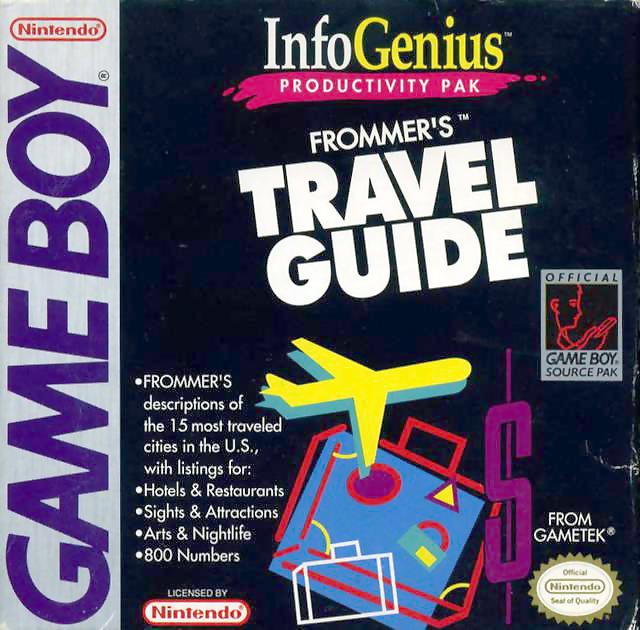 Nintendo®
GAME BOY®
InfoGenius™
PRODUCTIVITY PAK
FROMMER'S™
TRAVEL
GUIDE
OFFICIAL
GAME BOY®
SOURCE PAK
•FROMMER'S
descriptions of
the 15 most traveled
cities in the U.S.,
with listings for:
•Hotels & Restaurants
•Sights & Attractions
•Arts & Nightlife
•800 Numbers
$
FROM
GAMETEK®
LICENSED BY
Nintendo®
Official
Nintendo
Seal of Quality